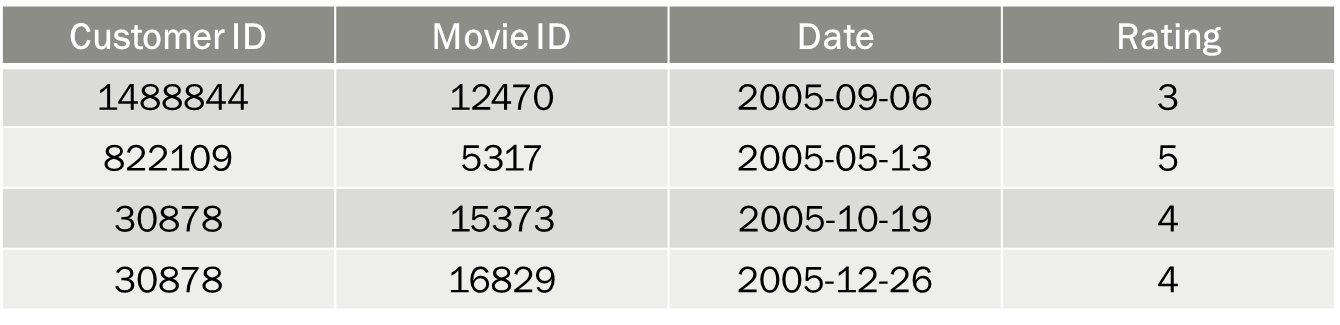 Customer ID Movie ID Date Rating
1488844 12470 2005-09-06 3
822109 5317 2005-05-13 5
30878 15373 2005-10-19 4
30878 16829 2005-12-26 4